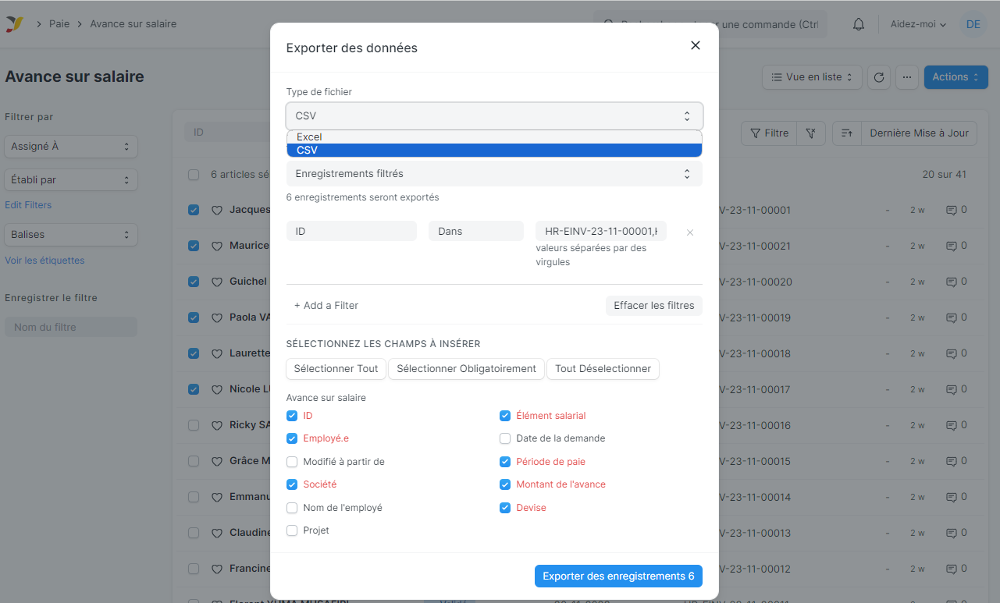 Paie
Avance sur salaire
une commande (Ctrl
Aidez-moi
DE
Avance sur salaire
Vue en liste
Actions
Filtrer par
Assigné À
Établi par
Edit Filters
Balises
Voir les étiquettes
Enregistrer le filtre
Nom du filtre
ID
Filtre
Dernière Mise à Jour
6 articles sé
20 sur 41
Jacques V-23-11-00001 - 2 w 0
Maurice V-23-11-00021 - 2 w 0
Guichel V-23-11-00020 - 2 w 0
Paola VA V-23-11-00019 - 2 w 0
Laurette V-23-11-00018 - 2 w 0
Nicole LU V-23-11-00017 - 2 w 0
Ricky SA V-23-11-00016 - 2 w 0
Grâce M V-23-11-00015 - 2 w 0
Emmanu V-23-11-00014 - 2 w 0
Claudine V-23-11-00013 - 2 w 0
Francine V-23-11-00012 - 2 w 0
Exporter des données
Type de fichier
CSV
Excel
CSV
Enregistrements filtrés
6 enregistrements seront exportés
ID Dans HR-EINV-23-11-00001,H
valeurs séparées par des
virgules
+ Add a Filter
Effacer les filtres
SÉLECTIONNEZ LES CHAMPS À INSÉRER
Sélectionner Tout Sélectionner Obligatoirement Tout Déselectionner
Avance sur salaire
ID
Employé.e
Modifié à partir de
Société
Nom de l'employé
Projet
Élément salarial
Date de la demande
Période de paie
Montant de l'avance
Devise
Exporter des enregistrements 6